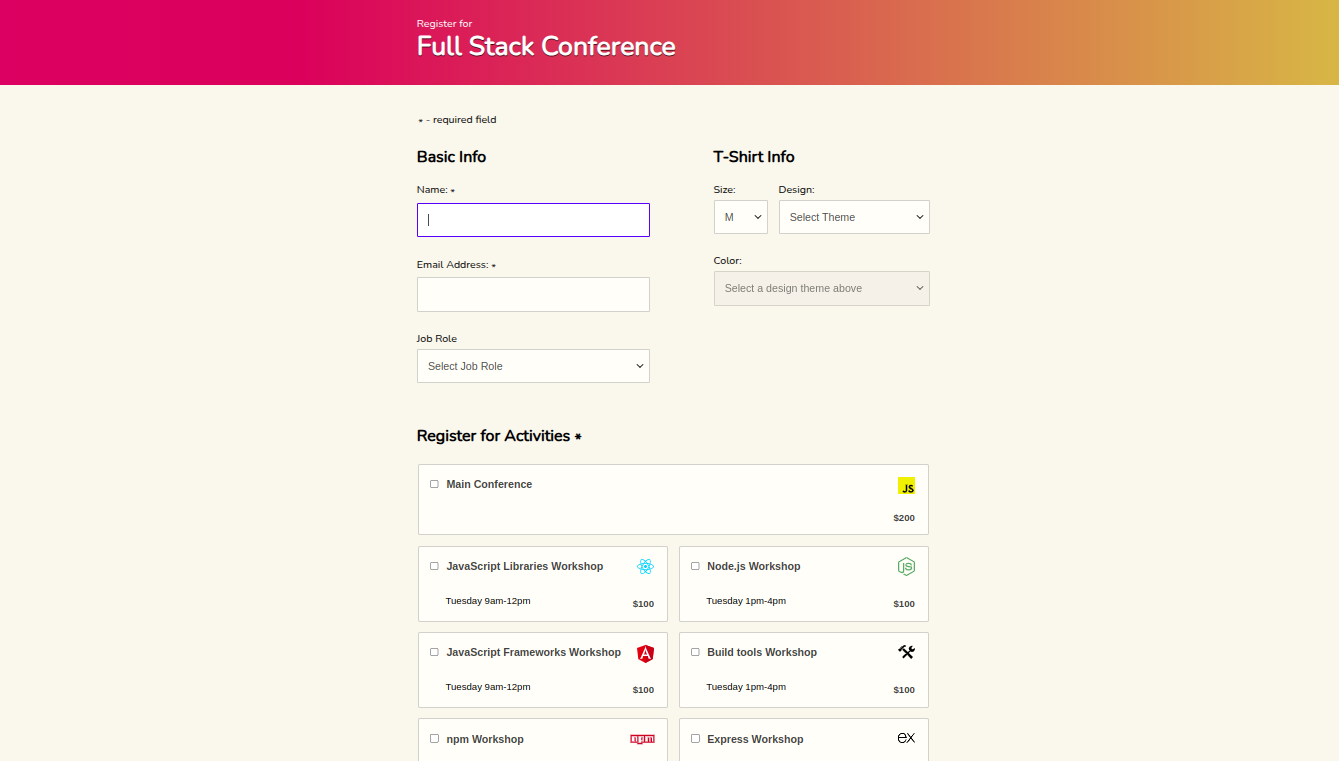 Register for
Full Stack Conference
* - required field
Basic Info
Name: *
Email Address: *
Job Role
Select Job Role
T-Shirt Info
Size:
Design:
M
Select Theme
Color:
Select a design theme above
Register for Activities *
Main Conference
JS
$200
JavaScript Libraries Workshop
Tuesday 9am-12pm
$100
Node.js Workshop
JS
Tuesday 1pm-4pm
$100
JavaScript Frameworks Workshop
A
Tuesday 9am-12pm
$100
Build tools Workshop
Tuesday 1pm-4pm
$100
npm Workshop
npm
Express Workshop
ex